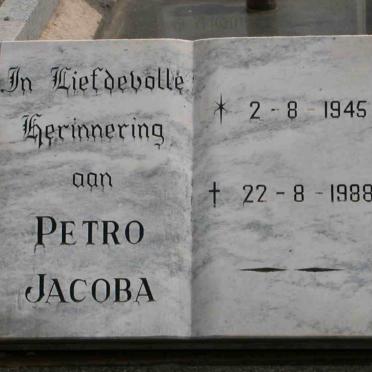 In Liefdevolle
Herinnering
aan
PETRO
JACOBA
* 2 - 8 - 1945
† 22 - 8 - 1988